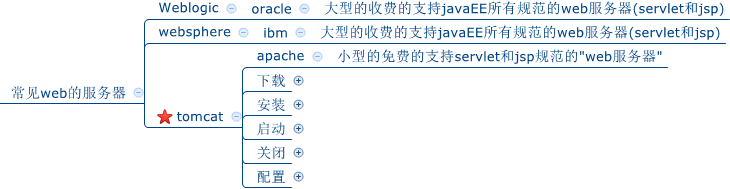 Weblogic oracle 大型的收费的支持javaEE所有规范的web服务器(servlet和jsp)
websphere ibm 大型的收费的支持javaEE所有规范的web服务器(servlet和jsp)
apache 小型的免费的支持servlet和jsp规范的"web服务器"
下载
常见web的服务器
安装
tomcat
启动
关闭
配置